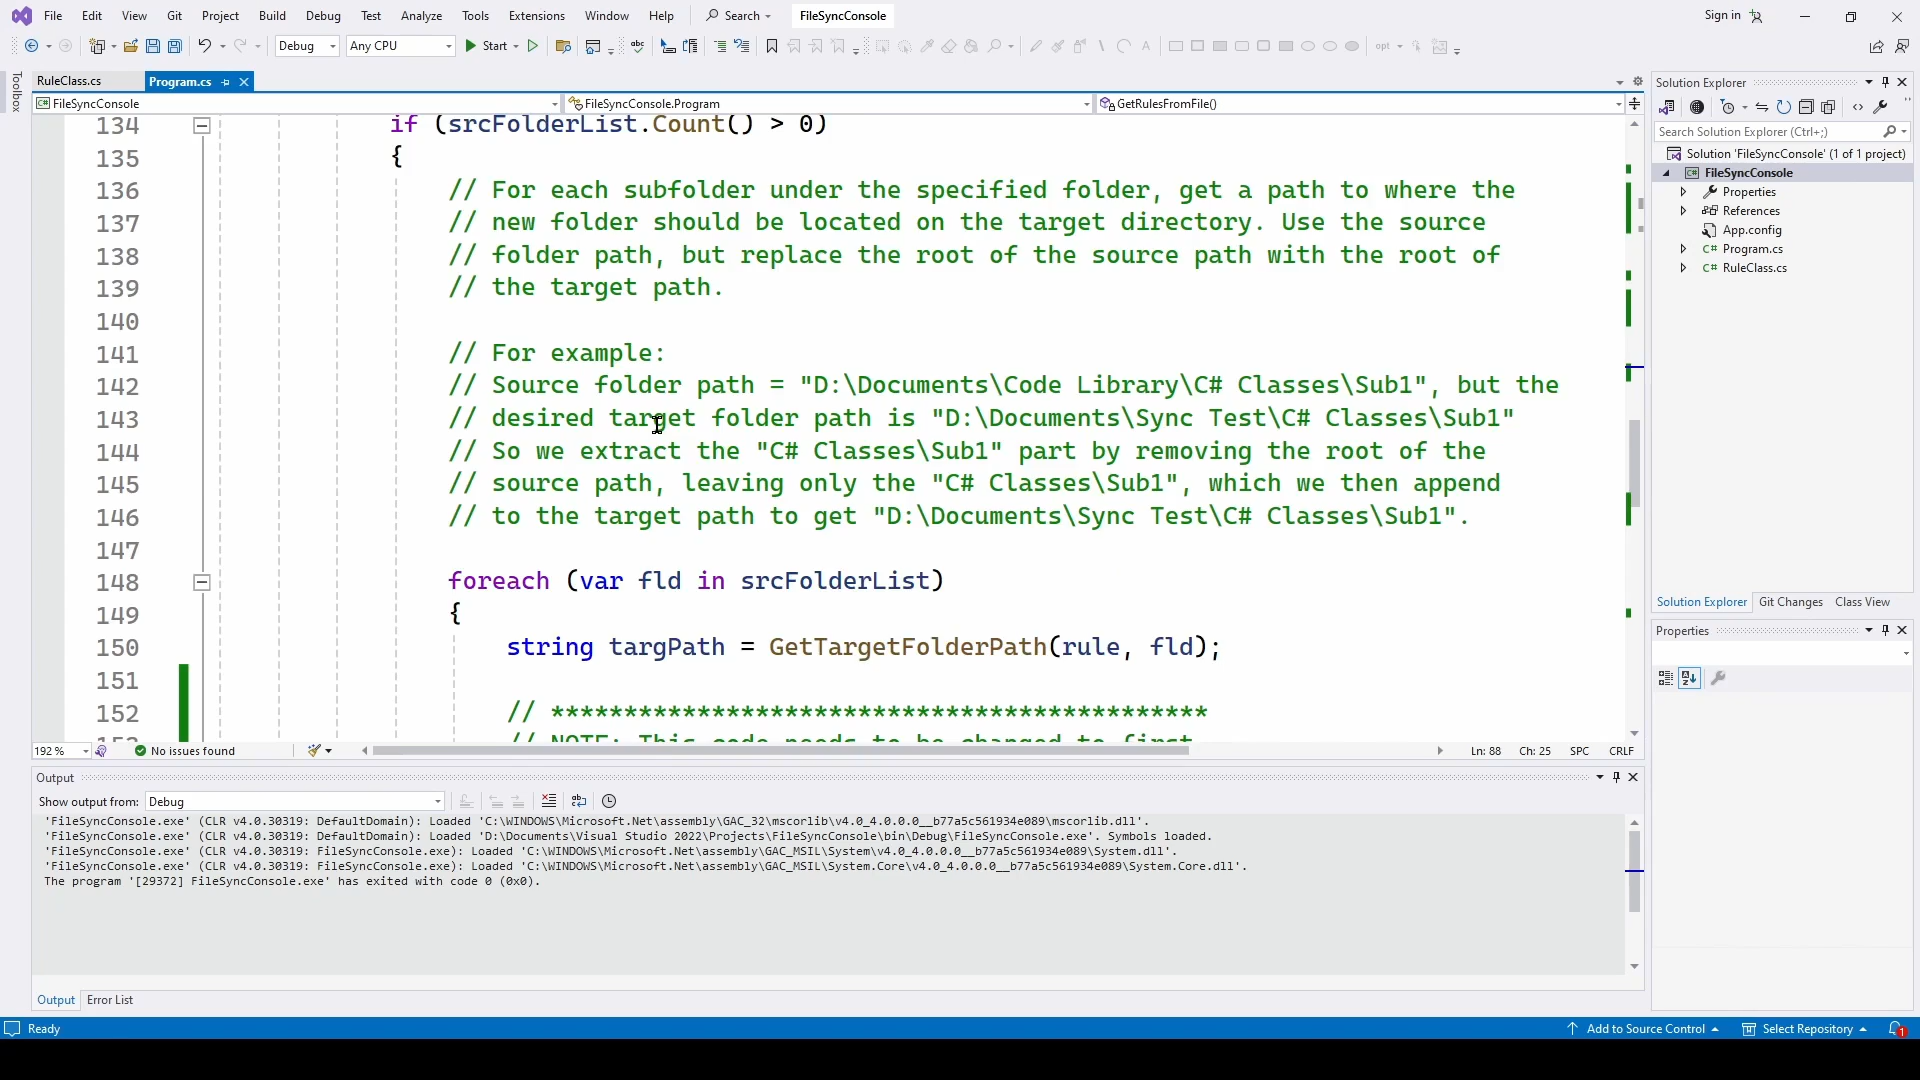 File Edit View Git Project Build Debug Test Analyze Tools Extensions Window Help Search FileSyncConsole Sign in
Debug Any CPU Start opt
Toolbox
RuleClass.cs Program.cs
FileSyncConsole FileSyncConsole.Program GetRulesFromFile()
134 if (srcFolderList.Count() > 0)
135 {
136 // For each subfolder under the specified folder, get a path to where the
137 // new folder should be located on the target directory. Use the source
138 // folder path, but replace the root of the source path with the root of
139 // the target path.
140
141 // For example:
142 // Source folder path = "D:\Documents\Code Library\C# Classes\Sub1", but the
143 // desired target folder path is "D:\Documents\Sync Test\C# Classes\Sub1"
144 // So we extract the "C# Classes\Sub1" part by removing the root of the
145 // source path, leaving only the "C# Classes\Sub1", which we then append
146 // to the target path to get "D:\Documents\Sync Test\C# Classes\Sub1".
147
148 foreach (var fld in srcFolderList)
149 {
150 string targPath = GetTargetFolderPath(rule, fld);
151
152 // *********************************************
// NOTE: This code needs to be changed to first
192 % No issues found Ln: 88 Ch: 25 SPC CRLF
Output
Show output from: Debug
'FileSyncConsole.exe' (CLR v4.0.30319: DefaultDomain): Loaded 'C:\WINDOWS\Microsoft.Net\assembly\GAC_32\mscorlib\v4.0_4.0.0.0__b77a5c561934e089\mscorlib.dll'.
'FileSyncConsole.exe' (CLR v4.0.30319: DefaultDomain): Loaded 'D:\Documents\Visual Studio 2022\Projects\FileSyncConsole\bin\Debug\FileSyncConsole.exe'. Symbols loaded.
'FileSyncConsole.exe' (CLR v4.0.30319: FileSyncConsole.exe): Loaded 'C:\WINDOWS\Microsoft.Net\assembly\GAC_MSIL\System\v4.0_4.0.0.0__b77a5c561934e089\System.dll'.
'FileSyncConsole.exe' (CLR v4.0.30319: FileSyncConsole.exe): Loaded 'C:\WINDOWS\Microsoft.Net\assembly\GAC_MSIL\System.Core\v4.0_4.0.0.0__b77a5c561934e089\System.Core.dll'.
The program '[29372] FileSyncConsole.exe' has exited with code 0 (0x0).
Output Error List
Solution Explorer
Search Solution Explorer (Ctrl+;)
Solution 'FileSyncConsole' (1 of 1 project)
C# FileSyncConsole
Properties
References
App.config
C# Program.cs
C# RuleClass.cs
Solution Explorer Git Changes Class View
Properties
Ready Add to Source Control Select Repository 1